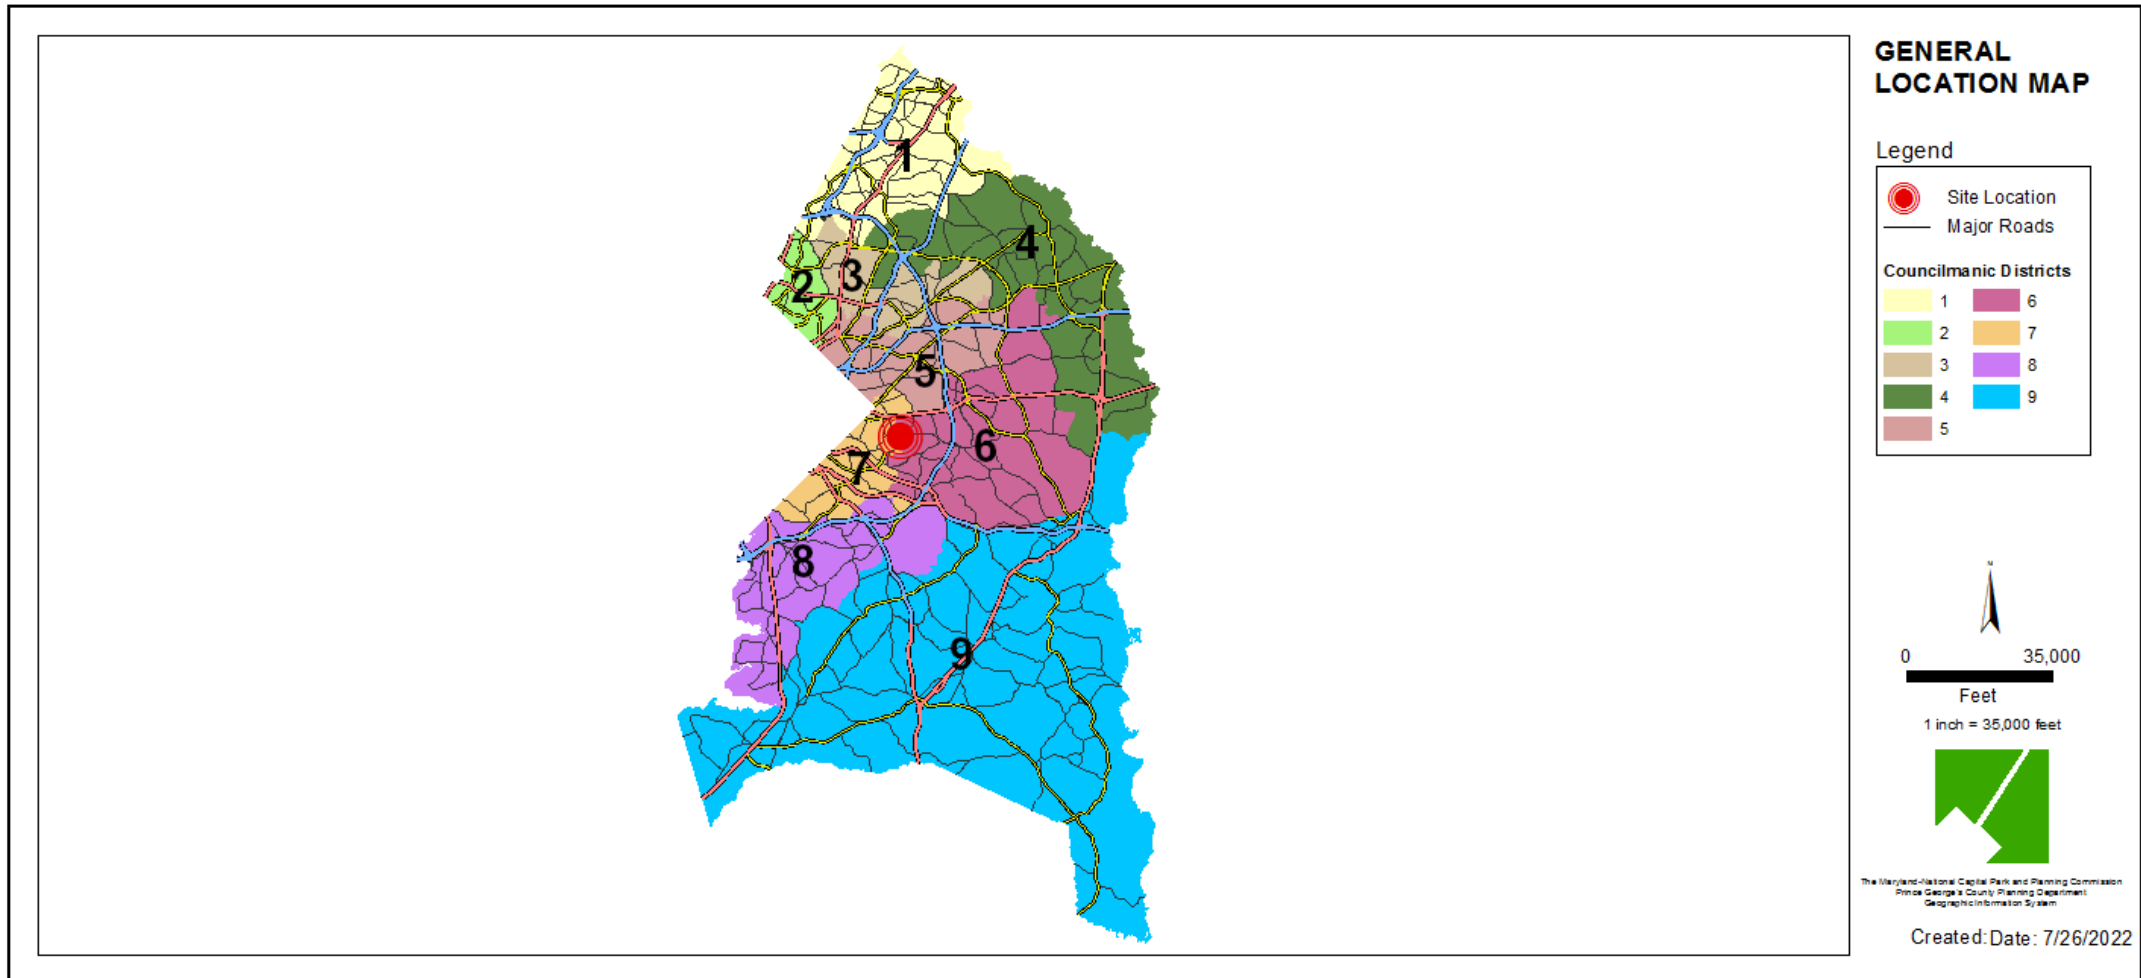 GENERAL
LOCATION MAP
Legend
Site Location
Major Roads
Councilmanic Districts
1 6
2 7
3 8
4 9
5
1
4
2
3
5
6
7
8
9
N
0 35,000
Feet
1 inch = 35,000 feet
The Maryland-National Capital Park and Planning Commission
Prince George's County Planning Department
Geographic Information System
Created: Date: 7/26/2022